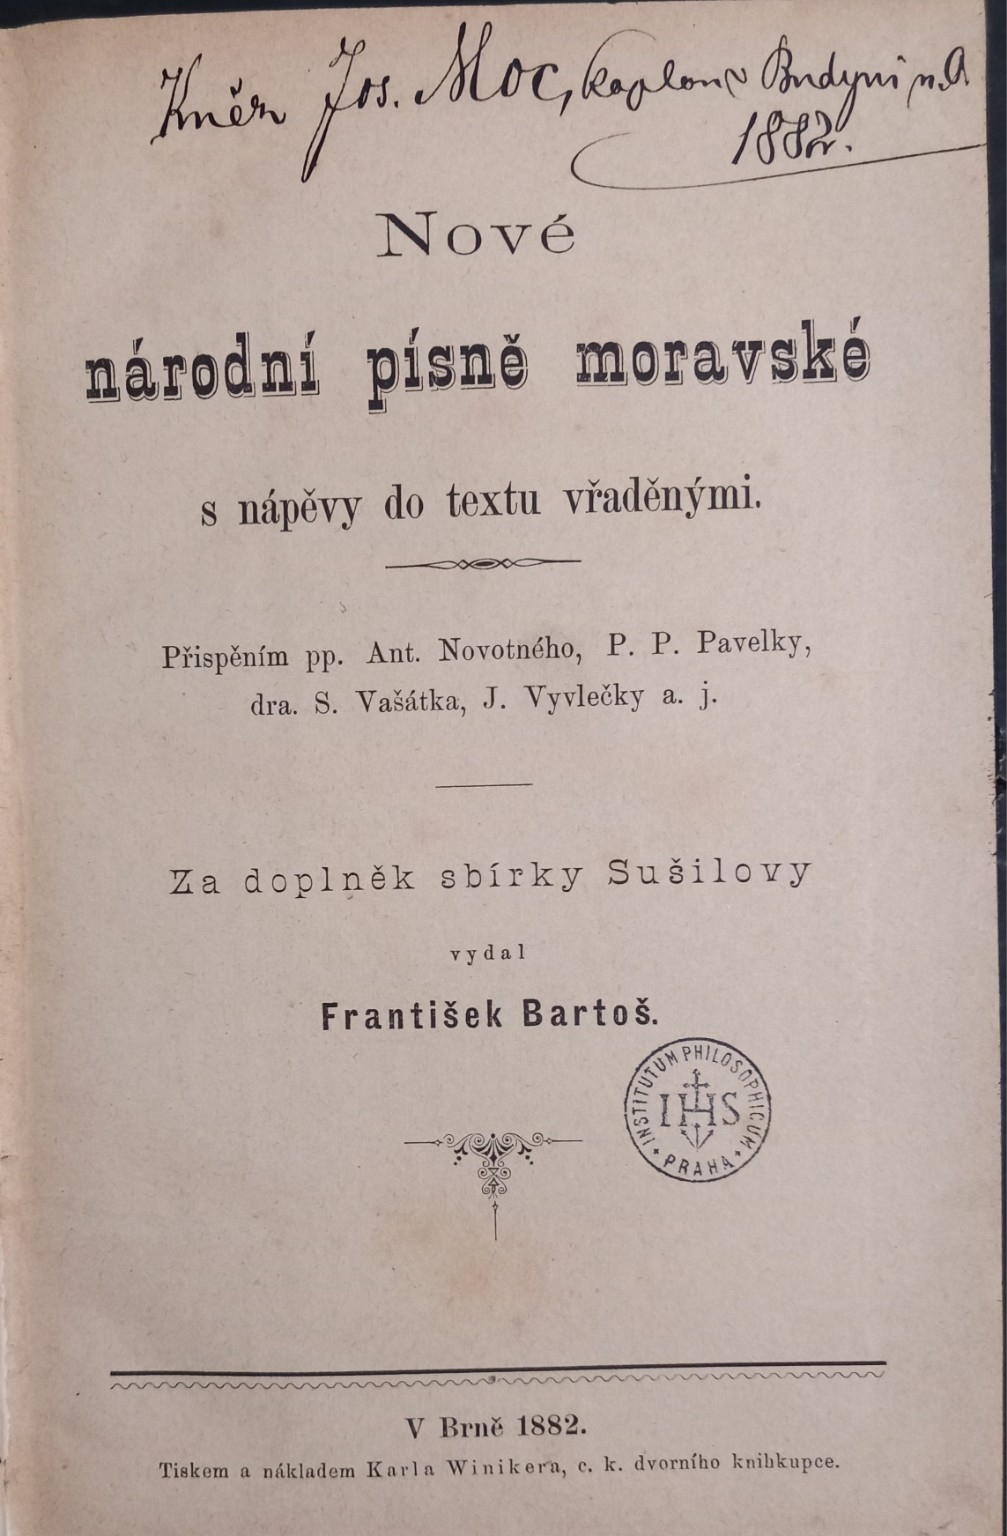 Kněz Jos. Moc, kaplan v Budyni n. O.
1882.
Nové
národní písně moravské
s nápěvy do textu vřaděnými.
Přispěním pp. Ant. Novotného, P. P. Pavelky,
dra. S. Vašátka, J. Vyvlečky a. j.
Za doplněk sbírky Sušilovy
vydal
František Bartoš.
INSTITUTUM PHILOSOPHICUM
IHS
PRAHA
V Brně 1882.
Tiskem a nákladem Karla Winikera, c. k. dvorního knihkupce.